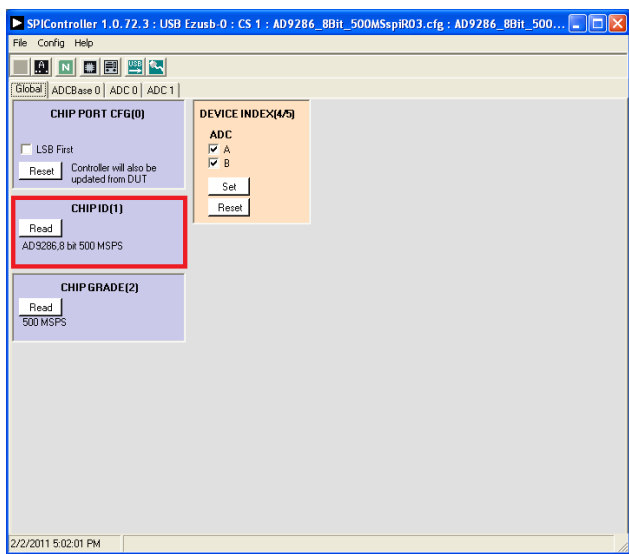 SPIController 1.0.72.3 : USB Ezusb-0 : CS 1 : AD9286_8Bit_500MSspiR03.cfg : AD9286_8Bit_500...
File Config Help
A N USB
Global ADCBase 0 ADC 0 ADC 1
CHIP PORT CFG(0)
LSB First
Reset Controller will also be
updated from DUT
DEVICE INDEX(4/5)
ADC
A
B
Set
Reset
CHIP ID(1)
Read
AD9286,8 bit 500 MSPS
CHIP GRADE(2)
Read
500 MSPS
2/2/2011 5:02:01 PM